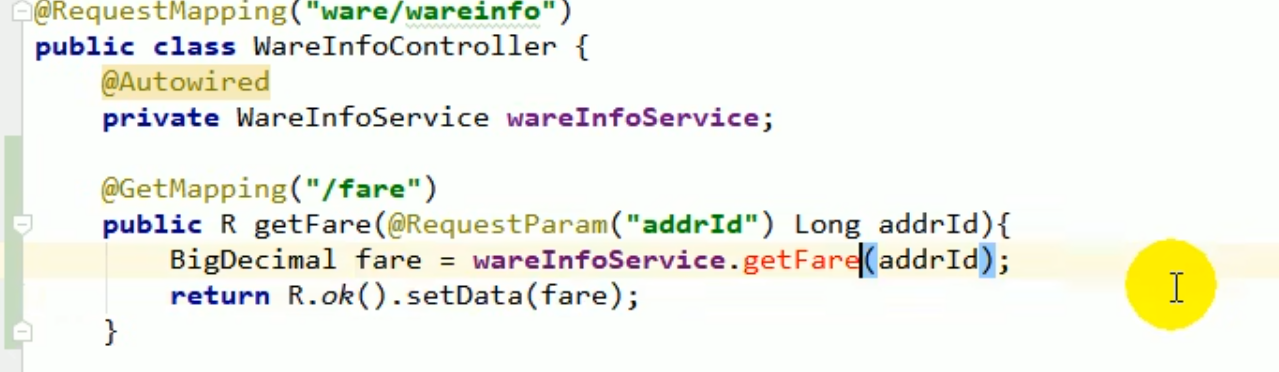 @RequestMapping("ware/wareinfo")
public class WareInfoController {
@Autowired
private WareInfoService wareInfoService;
@GetMapping("/fare")
public R getFare(@RequestParam("addrId") Long addrId){
BigDecimal fare = wareInfoService.getFare(addrId);
return R.ok().setData(fare);
}